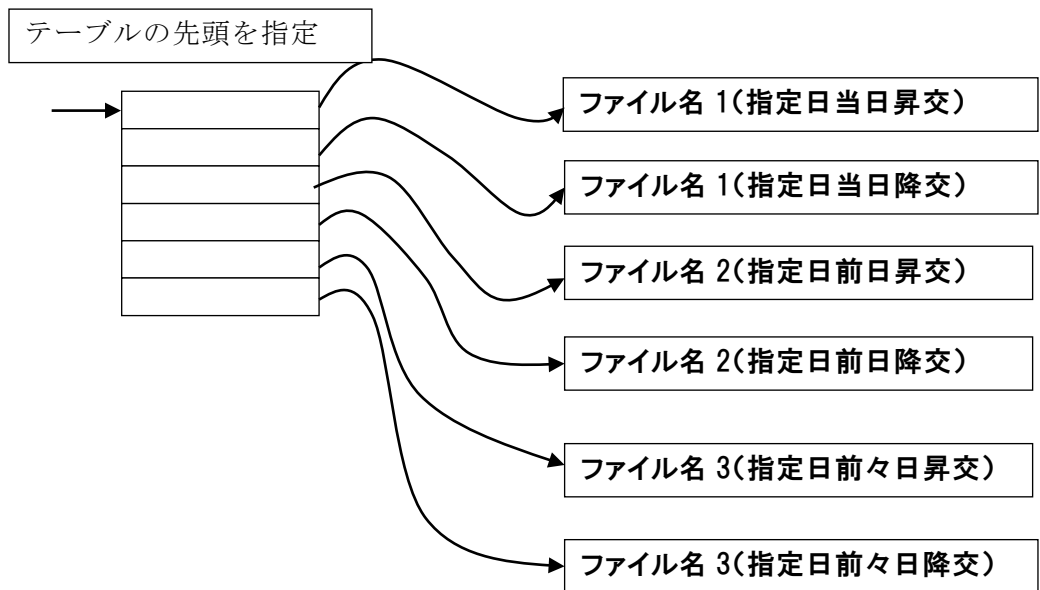 テーブルの先頭を指定
ファイル名 1(指定日当日昇交)
ファイル名 1(指定日当日降交)
ファイル名 2(指定日前日昇交)
ファイル名 2(指定日前日降交)
ファイル名 3(指定日前々日昇交)
ファイル名 3(指定日前々日降交)